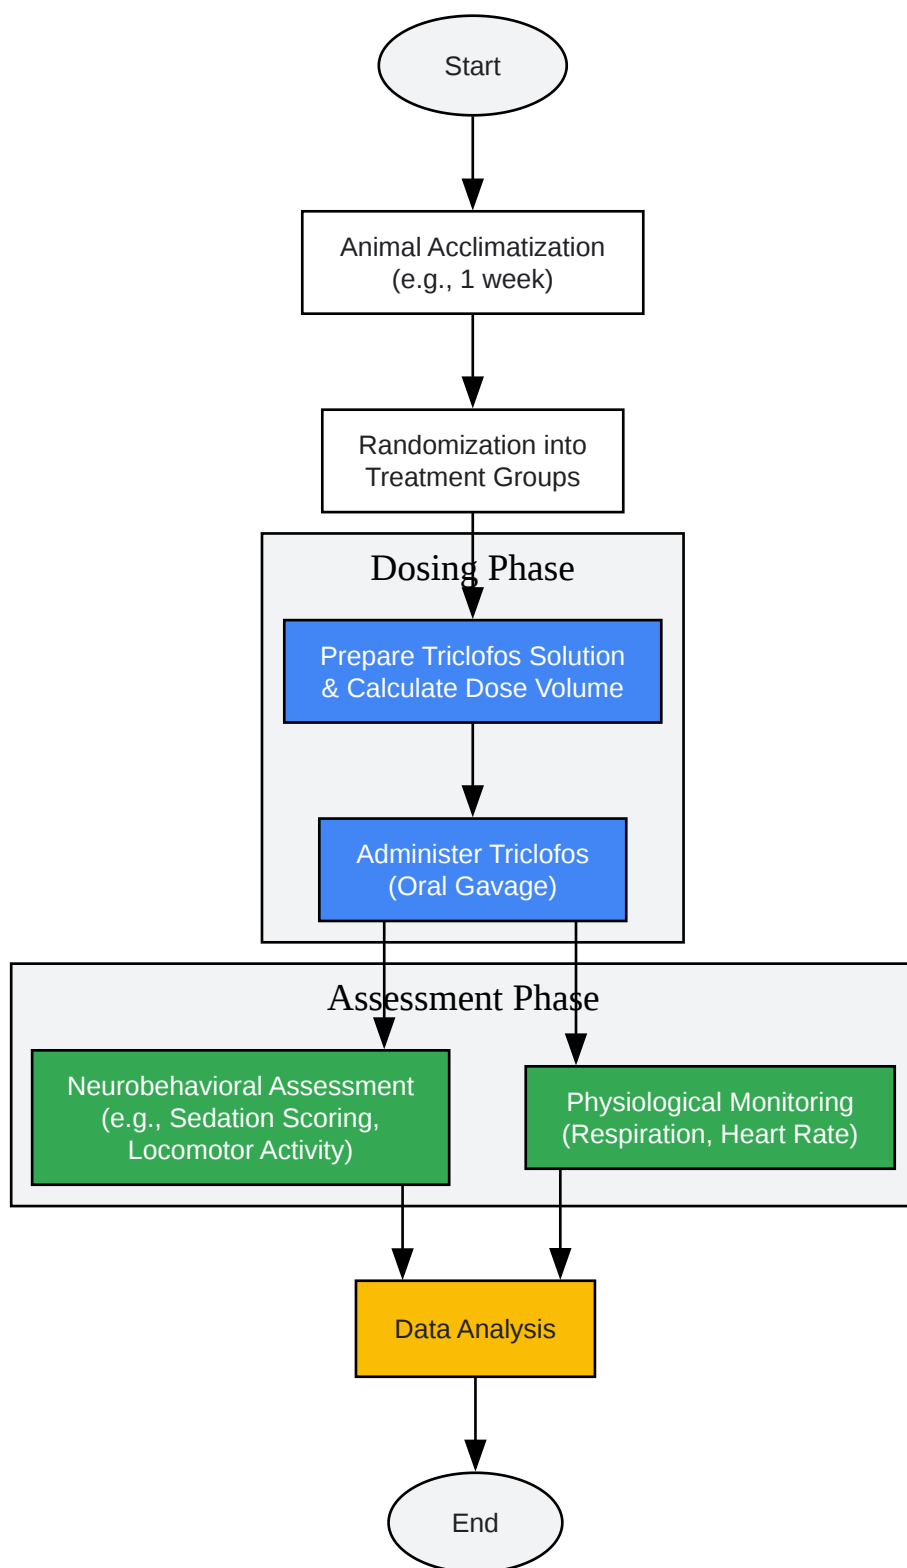 Start
Animal Acclimatization
(e.g., 1 week)
Randomization into
Treatment Groups
Dosing Phase
Prepare Triclofos Solution
& Calculate Dose Volume
Administer Triclofos
(Oral Gavage)
Assessment Phase
Neurobehavioral Assessment
(e.g., Sedation Scoring,
Locomotor Activity)
Physiological Monitoring
(Respiration, Heart Rate)
Data Analysis
End